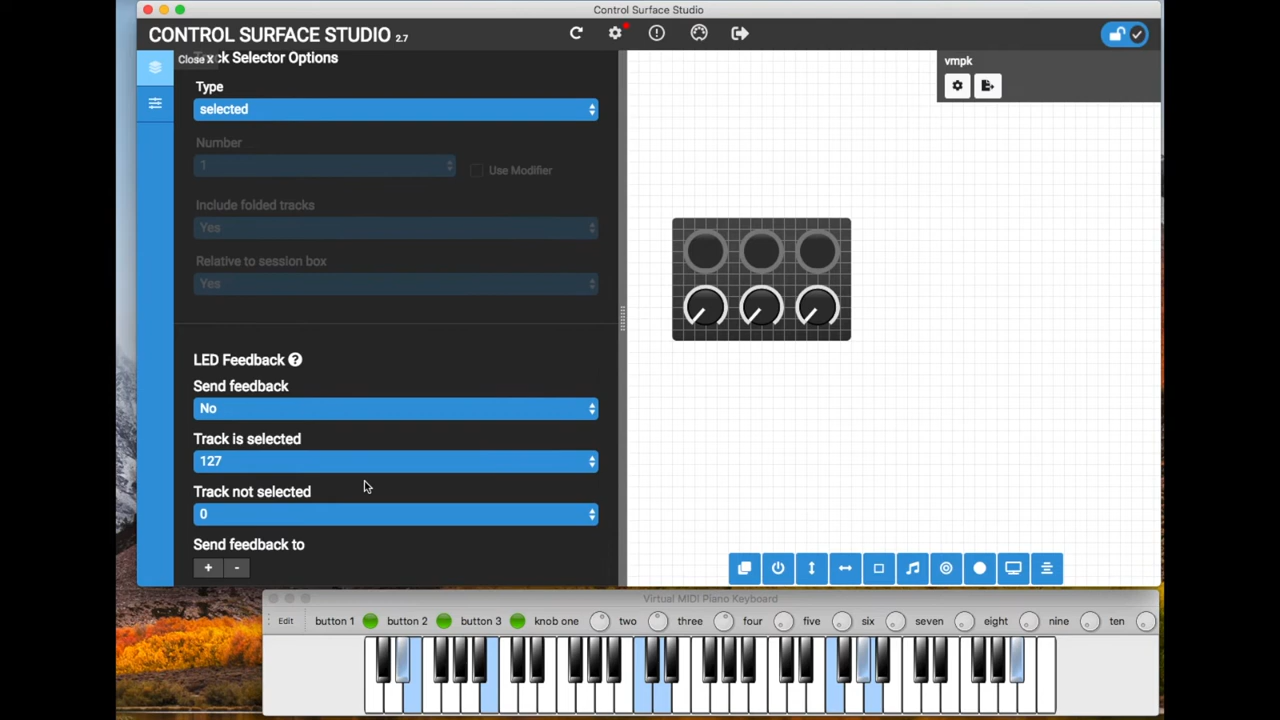 Control Surface Studio
CONTROL SURFACE STUDIO 2.7
Close X
ck Selector Options
Type
selected
Number
1
Use Modifier
Include folded tracks
Yes
Relative to session box
Yes
LED Feedback ?
Send feedback
No
Track is selected
127
Track not selected
0
Send feedback to
+ -
vmpk
Virtual MIDI Piano Keyboard
Edit button 1 button 2 button 3 knob one two three four five six seven eight nine ten